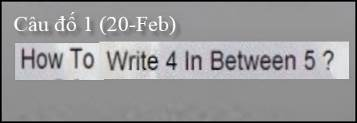 Câu đố 1 (20-Feb)
How To Write 4 In Between 5 ?